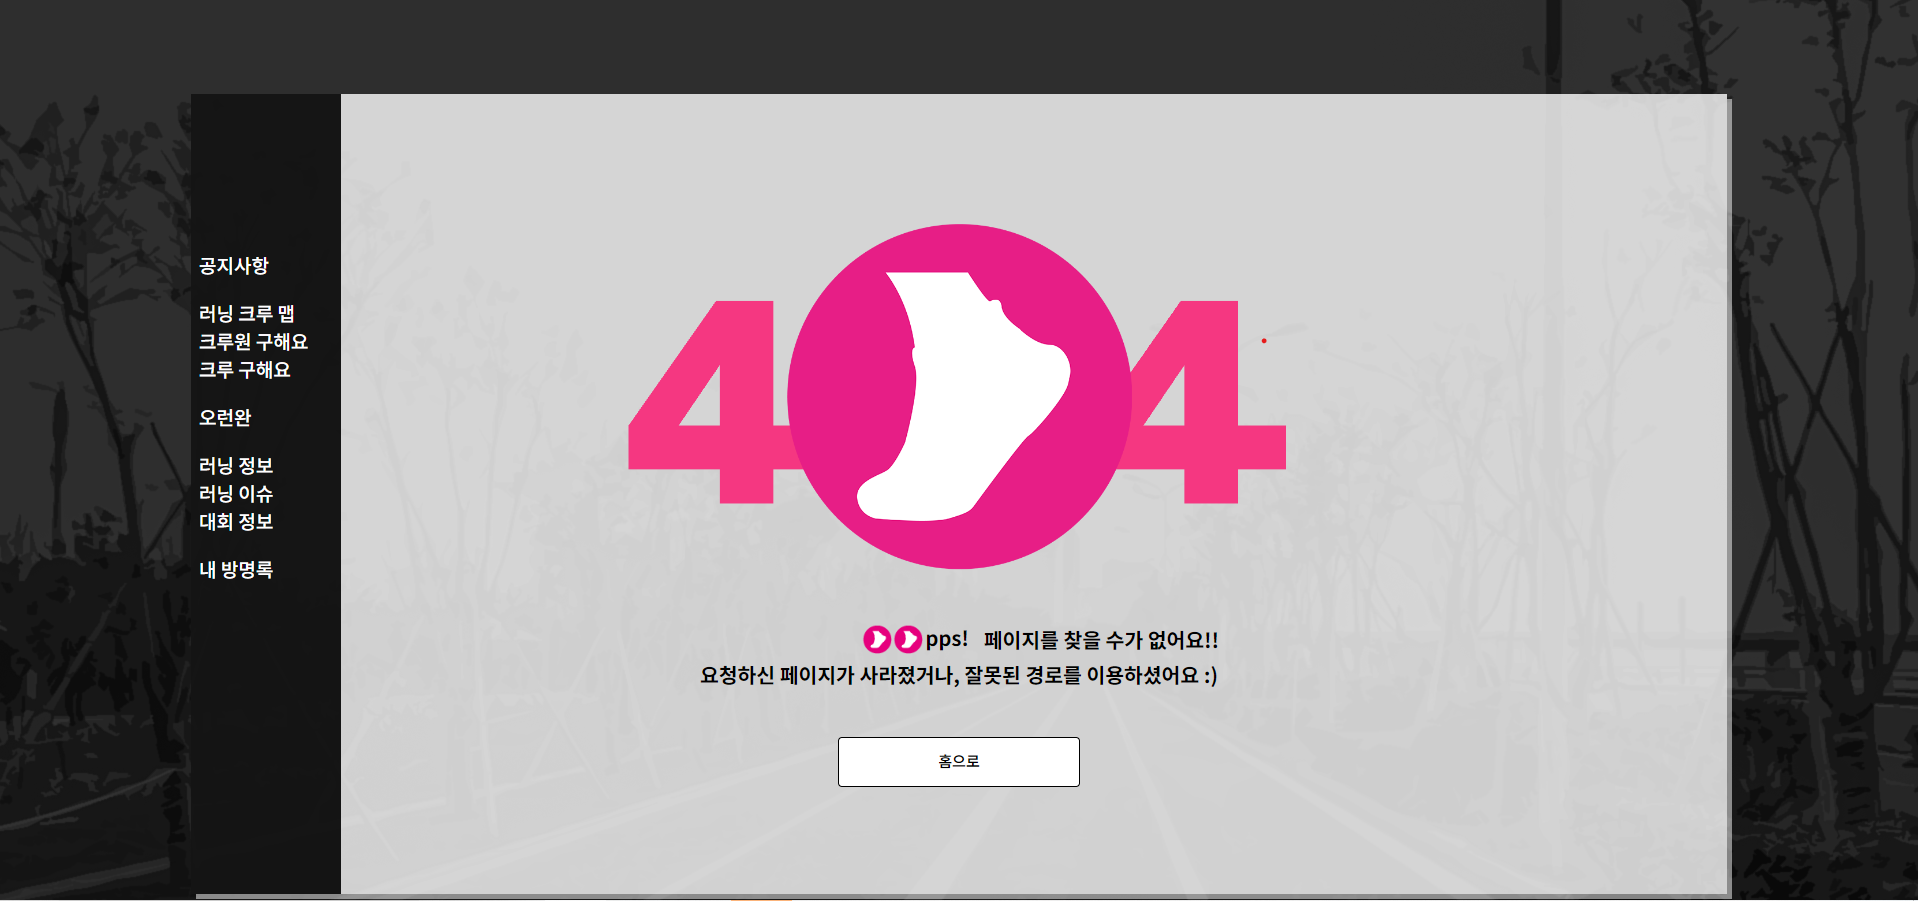 공지사항
러닝 크루 맵
크루원 구해요
크루 구해요
오런완
러닝 정보
러닝 이슈
대회 정보
내 방명록
4 4
pps! 페이지를 찾을 수가 없어요!!
요청하신 페이지가 사라졌거나, 잘못된 경로를 이용하셨어요 :)
홈으로